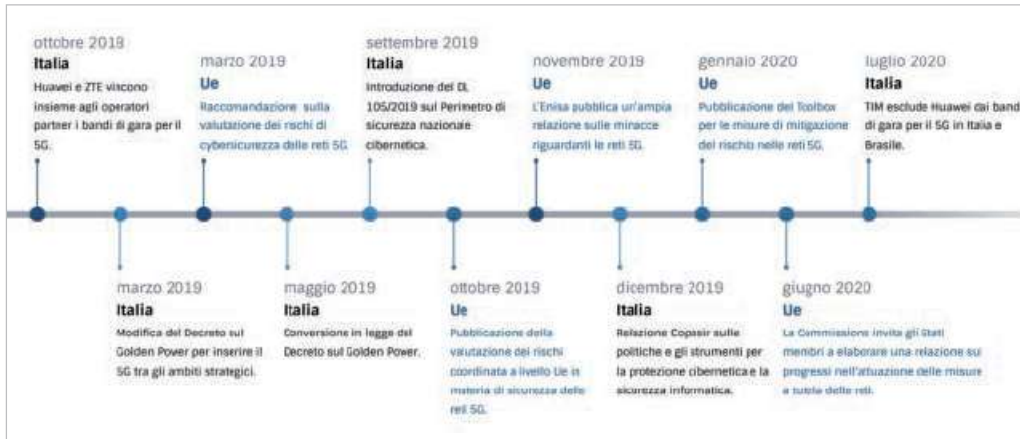 ottobre 2018
Italia
Huawei e ZTE vincono
insieme agli operatori
partner i bandi di gara per il
5G.
marzo 2019
Ue
Raccomandazione sulla
valutazione dei rischi di
cybersicurezza delle reti 5G
settembre 2019
Italia
Introduzione del DL
105/2019 sul Perimetro di
sicurezza nazionale
cibernetica.
novembre 2019
Ue
L'Enisa pubblica un'ampia
relazione sulle minacce
riguardanti le reti 5G.
gennaio 2020
Ue
Pubblicazione del Toolbox
per le misure di mitigazione
del rischio nelle reti 5G.
luglio 2020
Italia
TIM esclude Huawei dai band
di gara per il 5G in Italia e
Brasile.
marzo 2019
Italia
Modifica del Decreto sul
Golden Power per inserire il
5G tra gli ambiti strategici.
maggio 2019
Italia
Conversione in legge del
Decreto sul Golden Power.
ottobre 2019
Ue
Pubblicazione della
valutazione dei rischi
coordinata a livello Ue in
materia di sicurezza delle
reti 5G.
dicembre 2019
Italia
Relazione Copasir sulle
politiche e gli strumenti per
la protezione cibernetica e la
sicurezza informatica.
giugno 2020
Ue
La Commissione invita gli Stati
membri a elaborare una relazione sui
progressi nell'attuazione delle misure
a tutela delle reti.